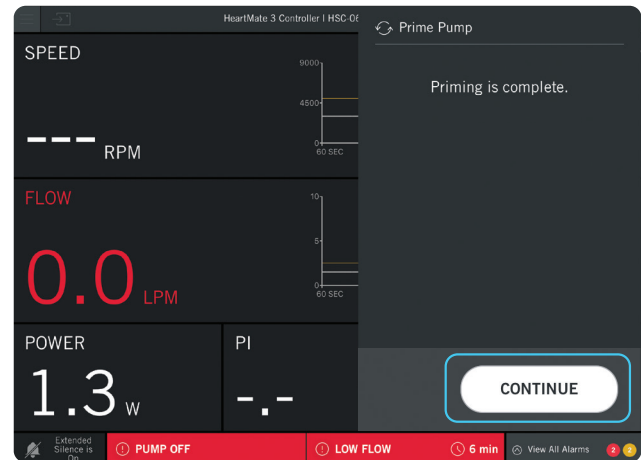 HeartMate 3 Controller | HSC-06
Prime Pump
Priming is complete.
SPEED
--- RPM
9000
4500
0
60 SEC
FLOW
0.0 LPM
10
5
0
60 SEC
POWER
1.3 W
PI
-.-
CONTINUE
Extended
Silence is
On
PUMP OFF
LOW FLOW
6 min
View All Alarms
2
2